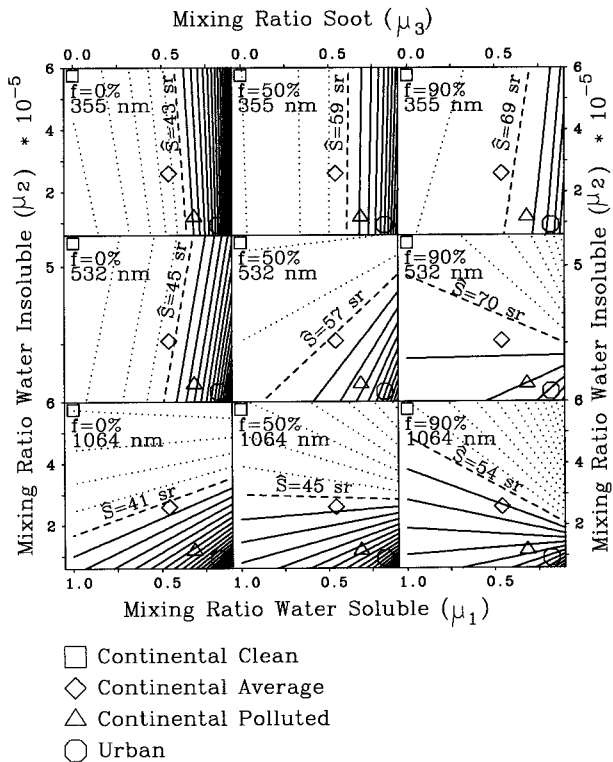 Mixing Ratio Soot (μ₃)
0. 0.5 0. 0.5 0. 0.5
6 f=0% f=50% f=90% 6
355 nm 355 nm 355 nm
Ŝ=43 sr Ŝ=59 sr Ŝ=69 sr
4 4
2 2
f=0% f=50% f=90%
5 532 nm 532 nm 532 nm 5
Ŝ=45 sr Ŝ=57 sr Ŝ=70 sr
6 f=0% f=50% f=90% 6
1064 nm 1064 nm 1064 nm
Ŝ=41 sr Ŝ=45 sr Ŝ=54 sr
4 4
2 2
1.0 0.5 1.0 0.5 1.0 0.5
Mixing Ratio Water Soluble (μ₁)
Mixing Ratio Water Insoluble (μ₂) * 10⁻⁵
Mixing Ratio Water Insoluble (μ₂) * 10⁻⁵
Continental Clean
Continental Average
Continental Polluted
Urban